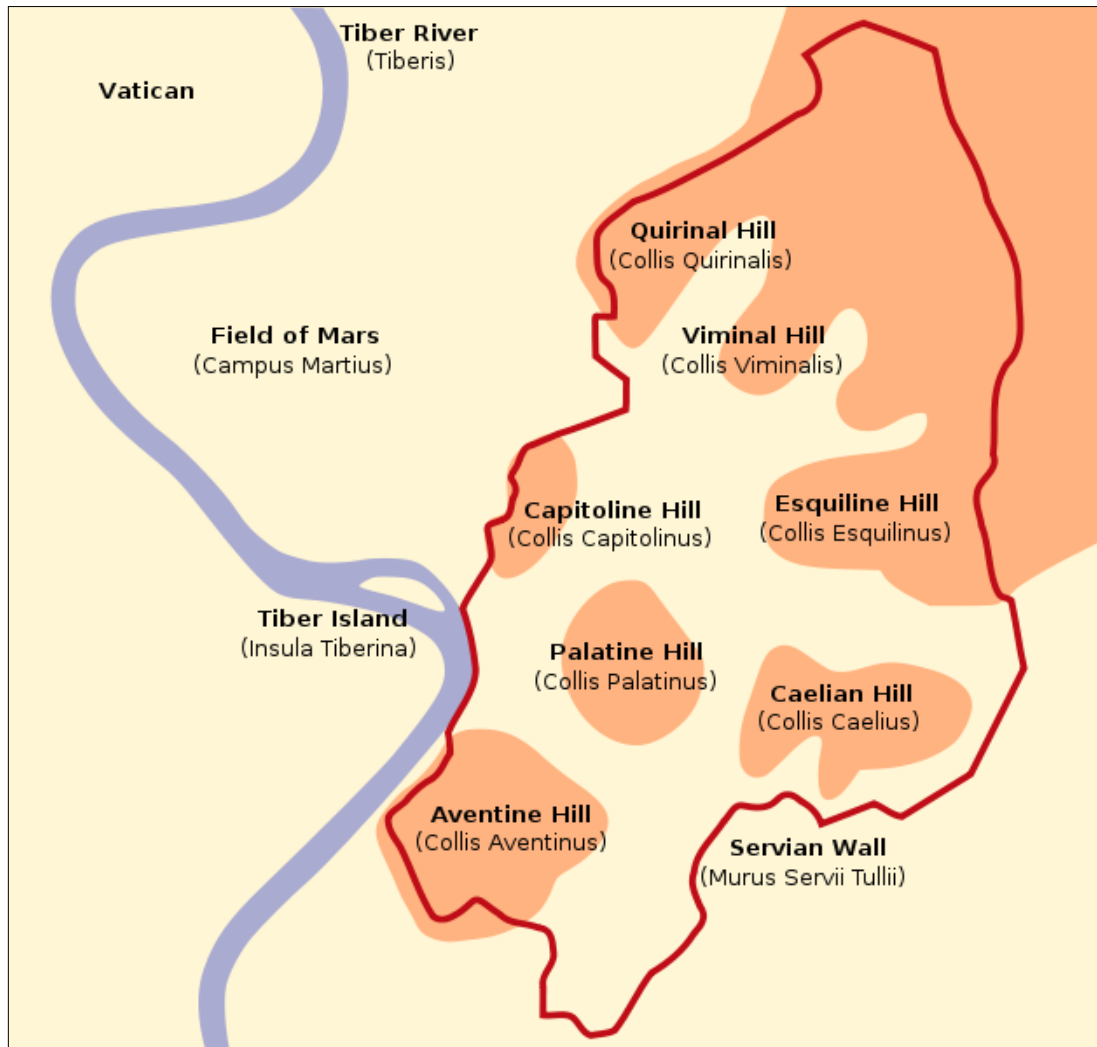 Tiber River
(Tiberis)
Vatican
Quirinal Hill
(Collis Quirinalis)
Field of Mars
(Campus Martius)
Viminal Hill
(Collis Viminalis)
Capitoline Hill
(Collis Capitolinus)
Esquiline Hill
(Collis Esquilinus)
Tiber Island
(Insula Tiberina)
Palatine Hill
(Collis Palatinus)
Caelian Hill
(Collis Caelius)
Aventine Hill
(Collis Aventinus)
Servian Wall
(Murus Servii Tullii)